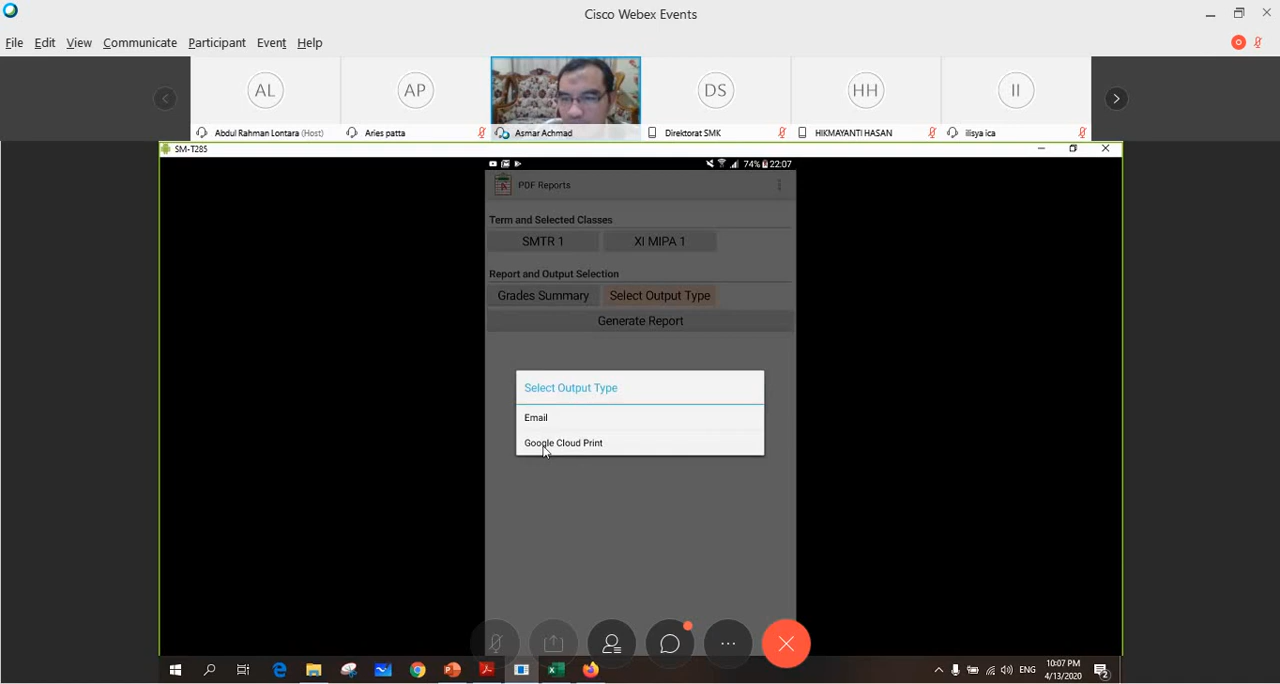 Cisco Webex Events
File Edit View Communicate Participant Event Help
AL AP DS HH II
Abdul Rahman Lontara (Host) Aries patta Asmar Achmad Direktorat SMK HIKMAYANTI HASAN ilisya ica
SM-T285
74% 22:07
PDF Reports
Term and Selected Classes
SMTR 1 XI MIPA 1
Report and Output Selection
Grades Summary Select Output Type
Generate Report
Select Output Type
Email
Google Cloud Print
ENG 10:07 PM
4/13/2020 2